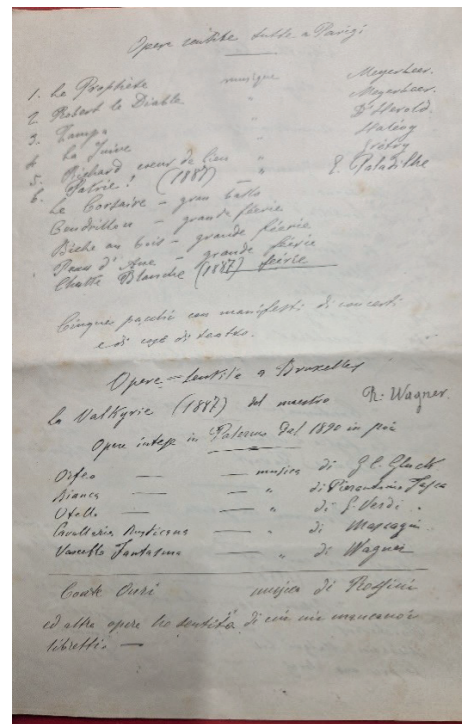 Opere sentite tutte a Parigi
1. Le Prophète musique Meyerbeer.
2. Robert le Diable " Meyerbeer.
3. Zampa " d'Herold.
4. La Juive " Halévy
5. Richard coeur de lion " Grétry
6. Patrie! (1887) — " E. Paladilhe
Le Corsaire — gran ballo
Cendrillon — grande féerie
Biche au bois — grande féerie
Peau d'Ane — grande féerie
Chatte Blanche (1887) féerie
Cinque pacchi con manifesti di concerti
e di cose di teatro.
Opere sentite a Bruxelles
la Valkyrie (1887) del maestro R. Wagner.
Opere intese in Palermo dal 1890 in poi
Orfeo — — musica di G. C. Gluck
Bianca — — " di Pierantonio Tasca
Otello — — " di G. Verdi.
Cavalleria Rusticana — " di Mascagni
Vascello Fantasma — " di Wagner
Conte Ouri musica di Rossini
ed altre opere ho sentito di cui mi mancano i
libretti —